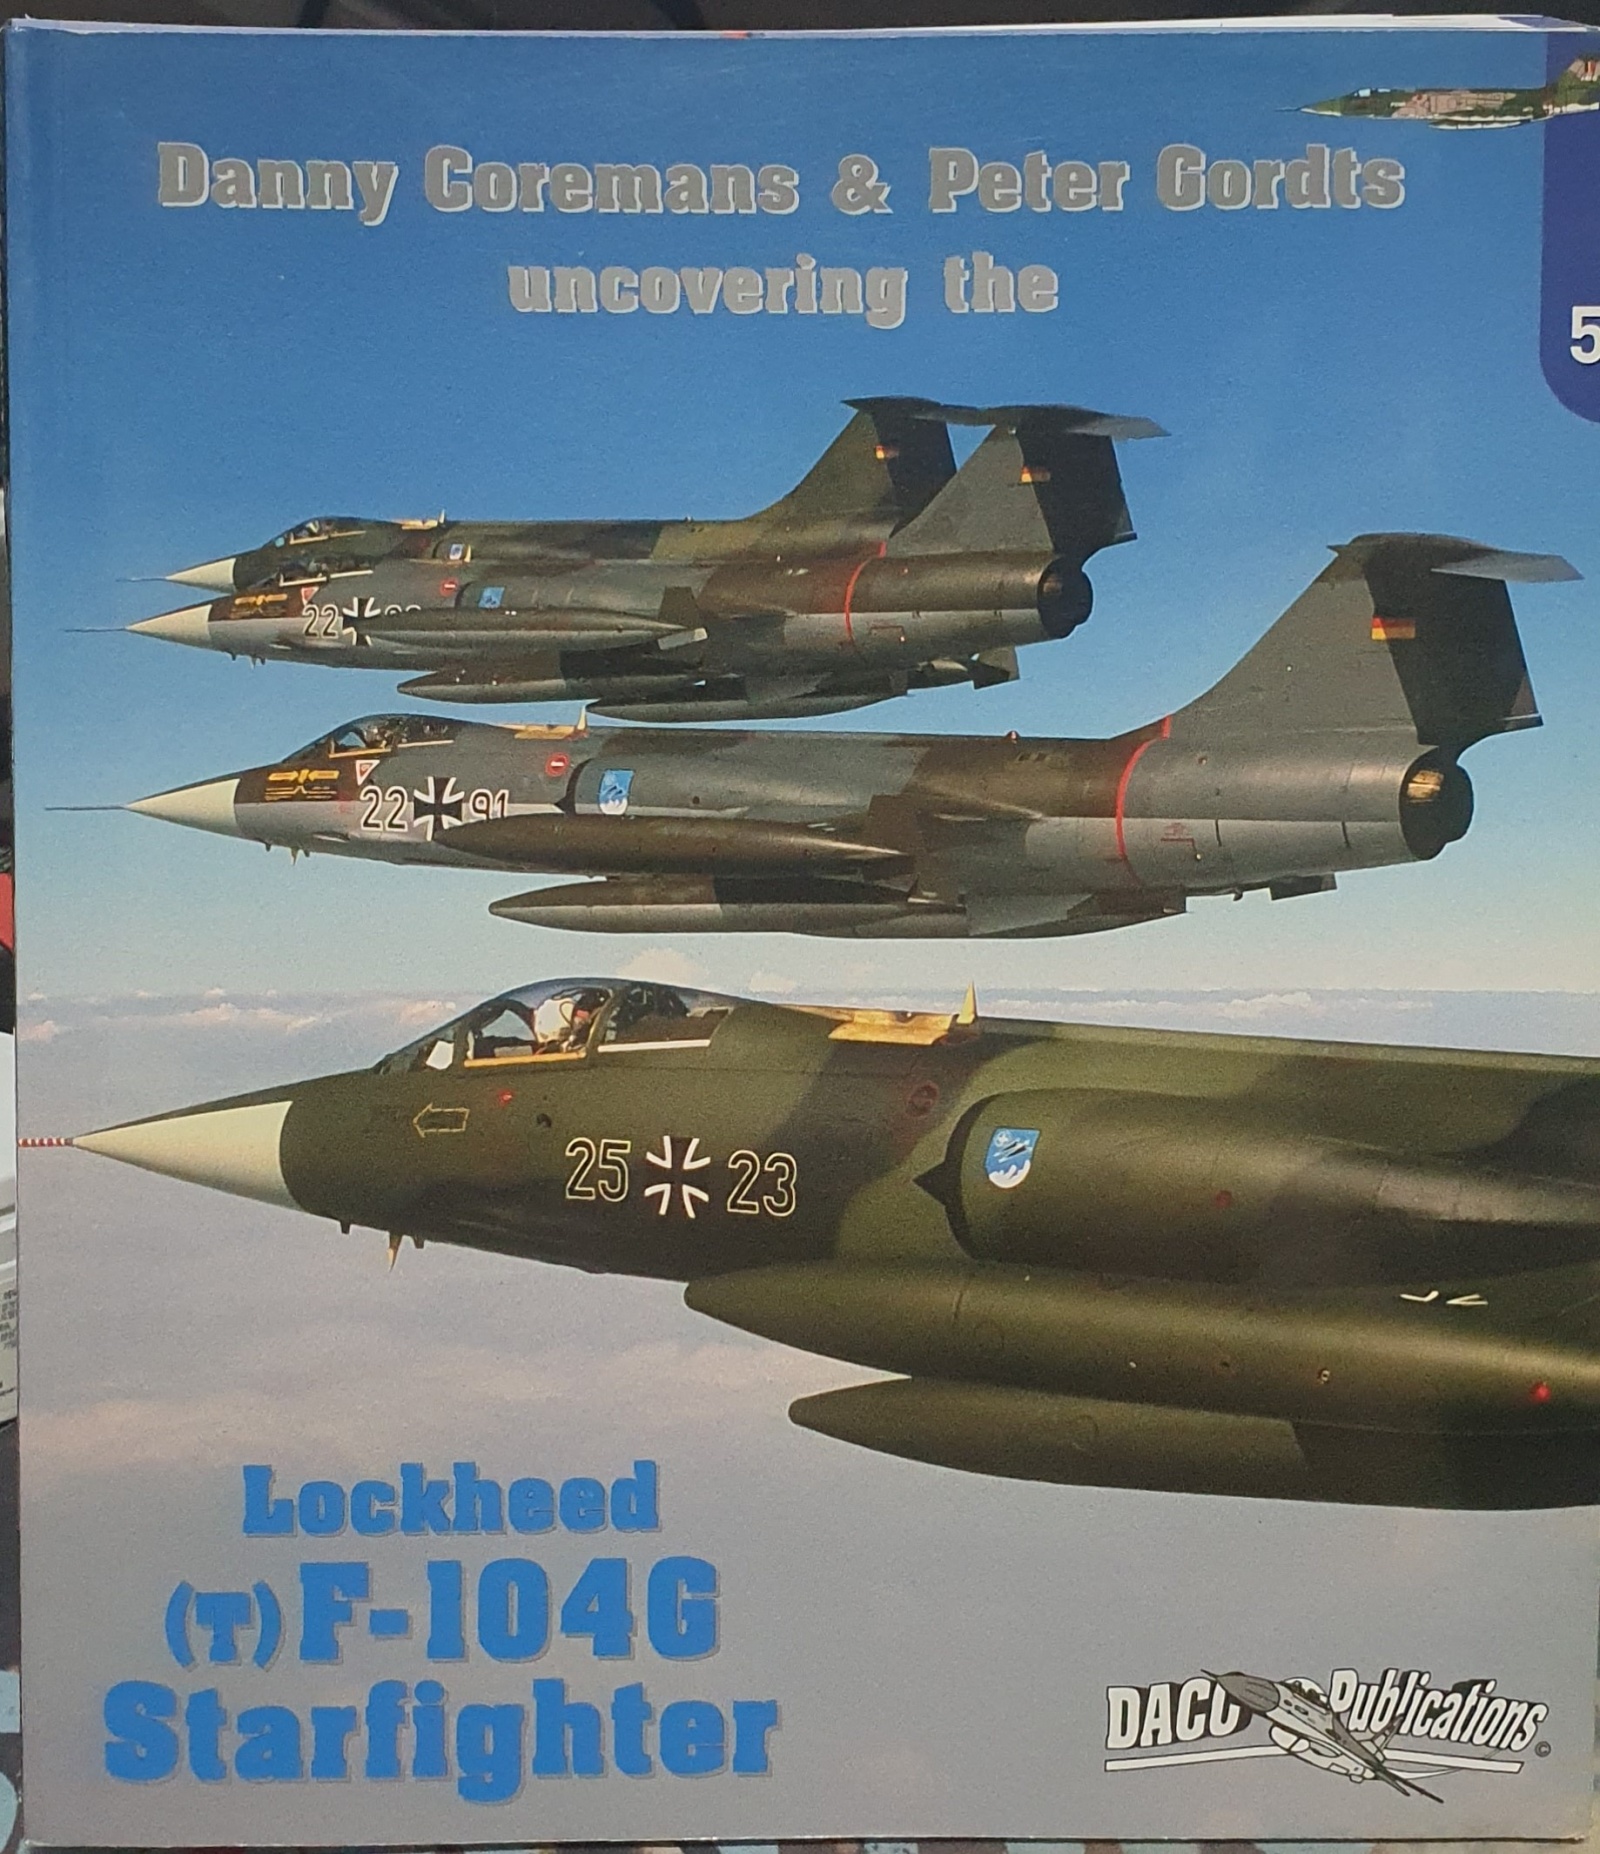 Danny Coremans & Peter Gordts
uncovering the
5
22
22 91
25 23
Lockheed
(T) F-104G
Starfighter
DACO Publications ©